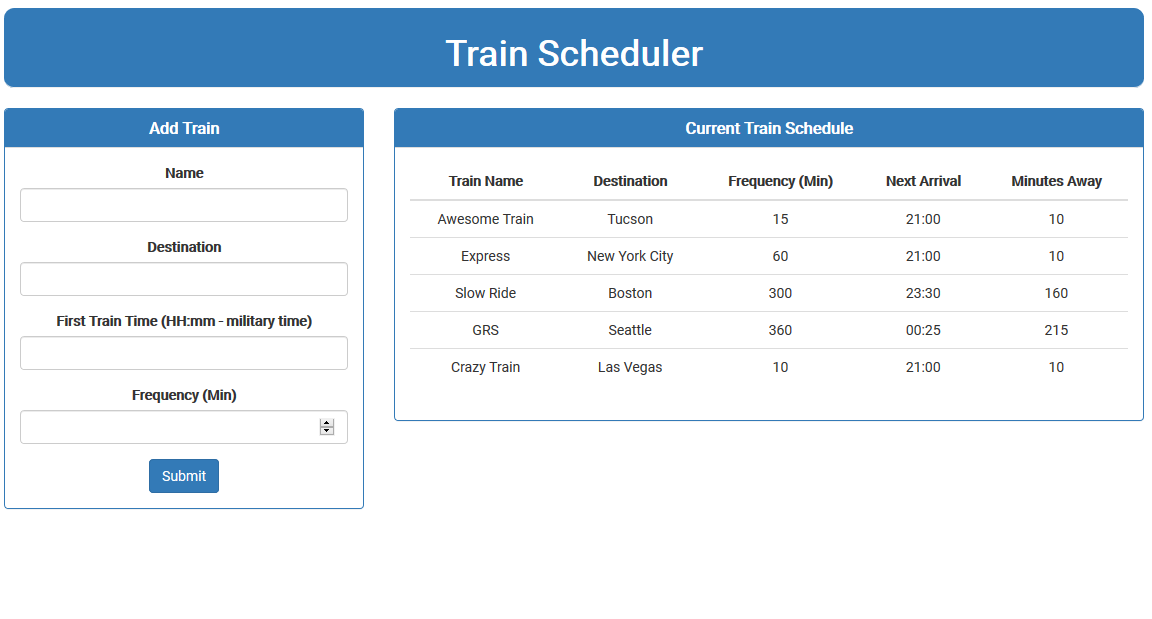 Train Scheduler
Add Train
Name
Destination
First Train Time (HH:mm - military time)
Frequency (Min)
Submit
Current Train Schedule
Train Name Destination Frequency (Min) Next Arrival Minutes Away
Awesome Train Tucson 15 21:00 10
Express New York City 60 21:00 10
Slow Ride Boston 300 23:30 160
GRS Seattle 360 00:25 215
Crazy Train Las Vegas 10 21:00 10